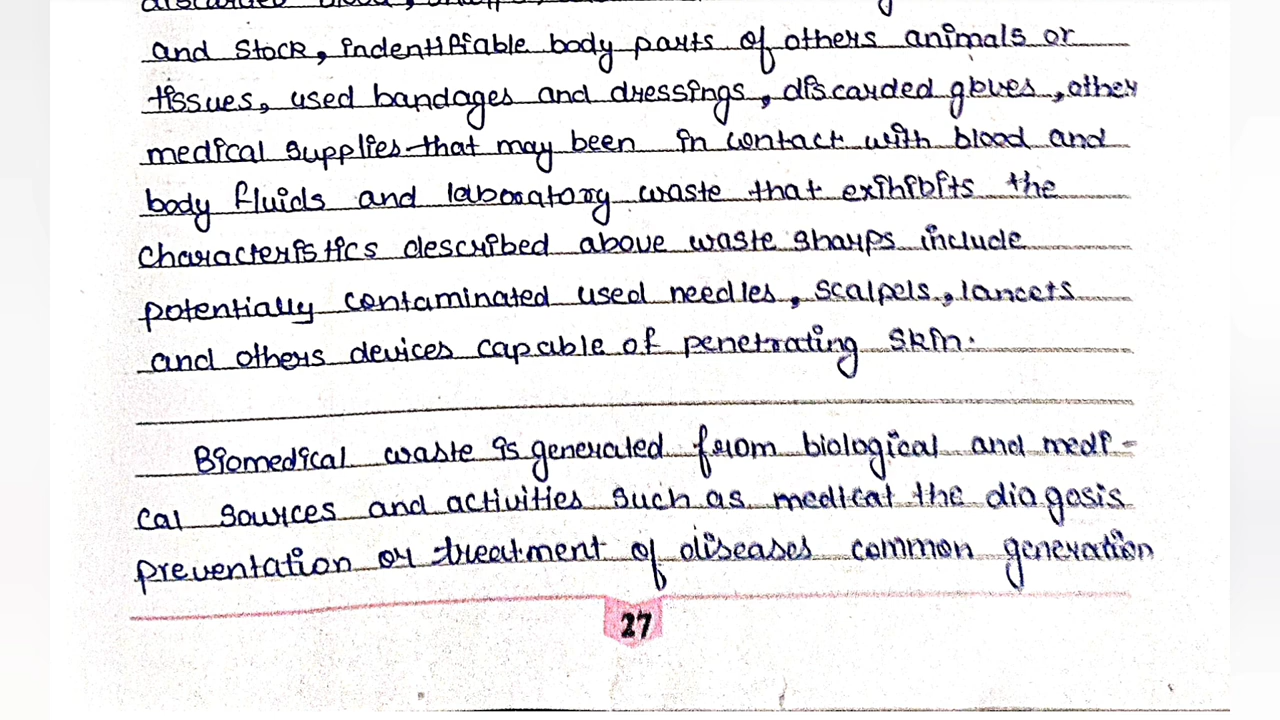 and stock, indentifiable body parts of others animals or
tissues, used bandages and dressings, discarded gloves, other
medical supplies that may been in contact with blood and
body fluids and laboratory waste that exihibits the
characteristics described above waste sharps include
potentially contaminated used needles, scalpels, lancets
and others devices capable of penetrating skin.
Biomedical waste is generated from biological and medi-
cal sources and activities such as medical the diagosis
preventation or treatment of diseases common generation
27